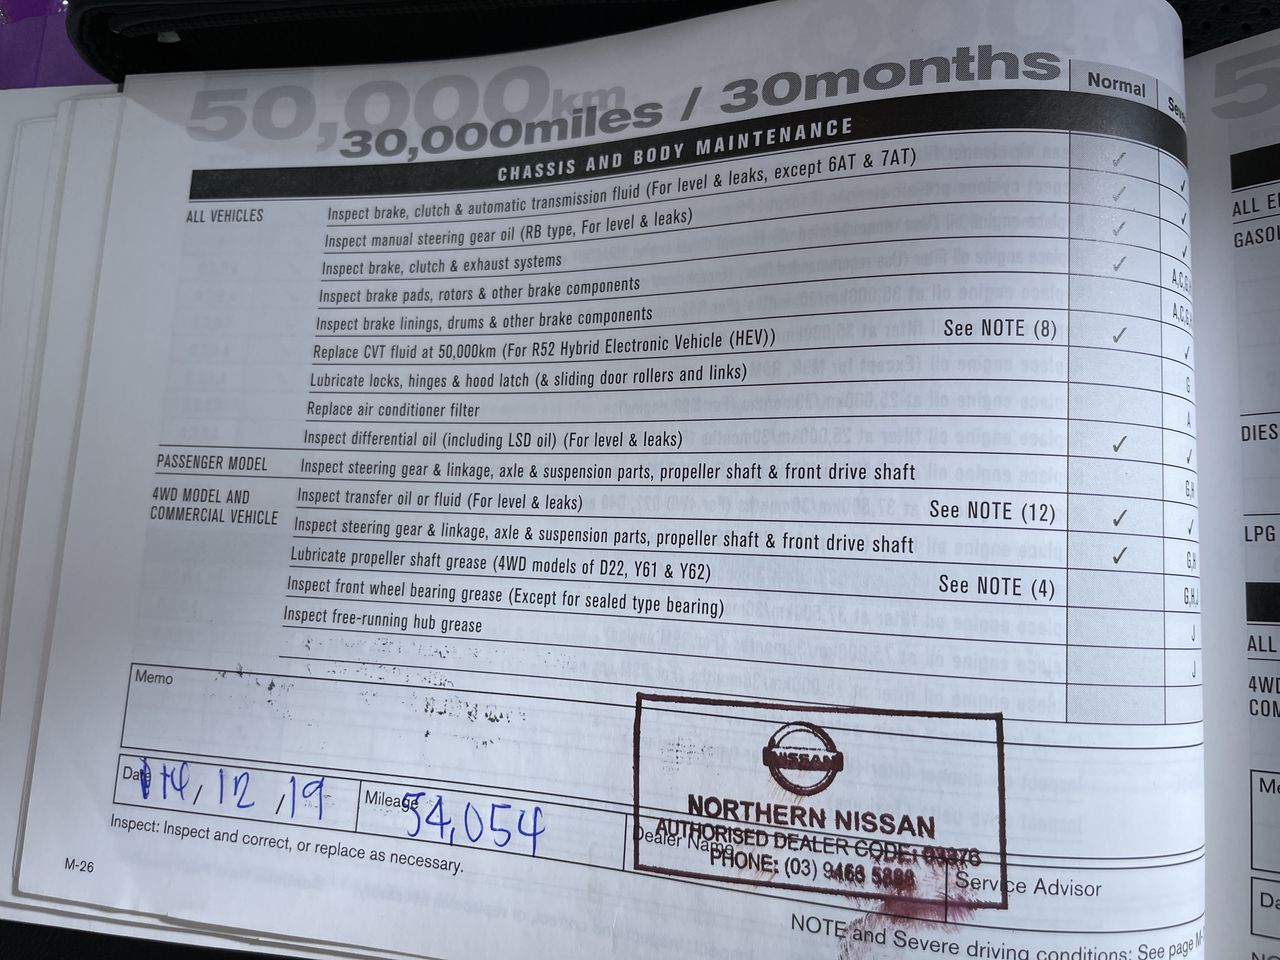 50,000km
30,000miles / 30months
Normal
CHASSIS AND BODY MAINTENANCE
ALL VEHICLES
Inspect brake, clutch & automatic transmission fluid (For level & leaks, except 6AT & 7AT) ✓ ✓
Inspect manual steering gear oil (RB type, For level & leaks) ✓ ✓
Inspect brake, clutch & exhaust systems ✓ ✓
Inspect brake pads, rotors & other brake components ✓ A,C,G,
Inspect brake linings, drums & other brake components A,C,G,
Replace CVT fluid at 50,000km (For R52 Hybrid Electronic Vehicle (HEV)) See NOTE (8) ✓ ✓
Lubricate locks, hinges & hood latch (& sliding door rollers and links) G
Replace air conditioner filter A
Inspect differential oil (including LSD oil) (For level & leaks) ✓ ✓
PASSENGER MODEL
Inspect steering gear & linkage, axle & suspension parts, propeller shaft & front drive shaft G,H
4WD MODEL AND
COMMERCIAL VEHICLE
Inspect transfer oil or fluid (For level & leaks) See NOTE (12) ✓ ✓
Inspect steering gear & linkage, axle & suspension parts, propeller shaft & front drive shaft ✓ G,H
Lubricate propeller shaft grease (4WD models of D22, Y61 & Y62) See NOTE (4) G,H,
Inspect front wheel bearing grease (Except for sealed type bearing) J
Inspect free-running hub grease J
Memo
Date 14, 12, 19
Mileage 54,054
Dealer Name
NISSAN
NORTHERN NISSAN
AUTHORISED DEALER CODE:
PHONE: (03)
Service Advisor
Inspect: Inspect and correct, or replace as necessary.
NOTE and Severe driving conditions: See page
M-26
5
ALL
DIES
LPG
ALL
4WD